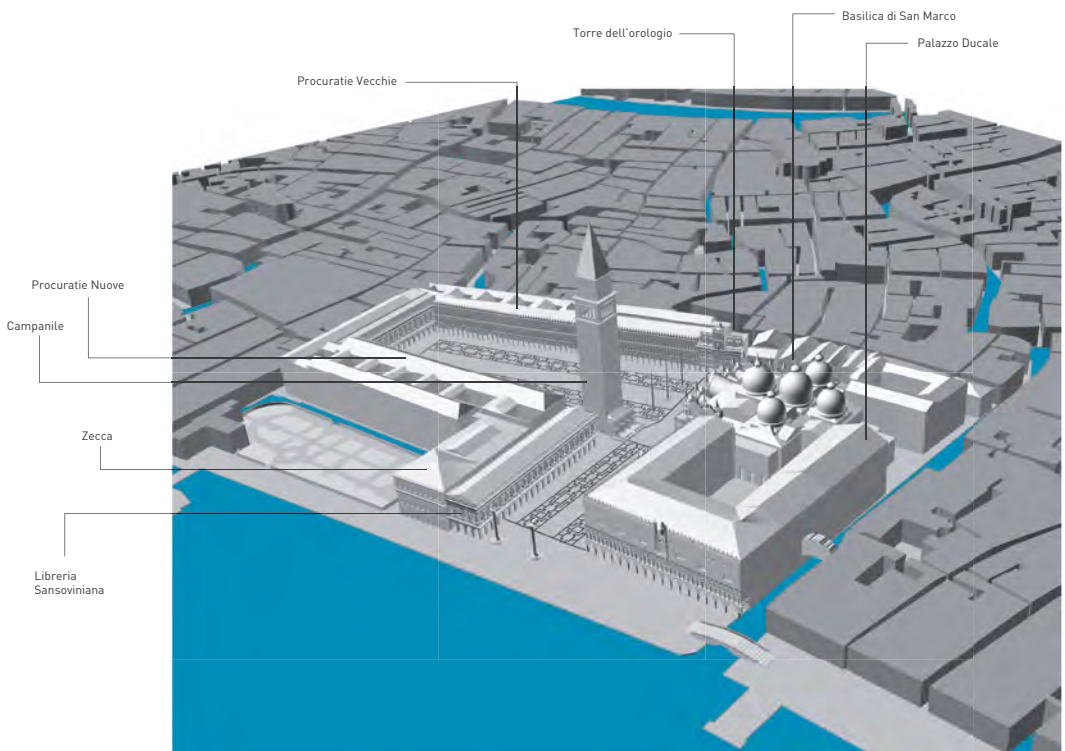 Basilica di San Marco
Torre dell'orologio
Palazzo Ducale
Procuratie Vecchie
Procuratie Nuove
Campanile
Zecca
Libreria
Sansoviniana